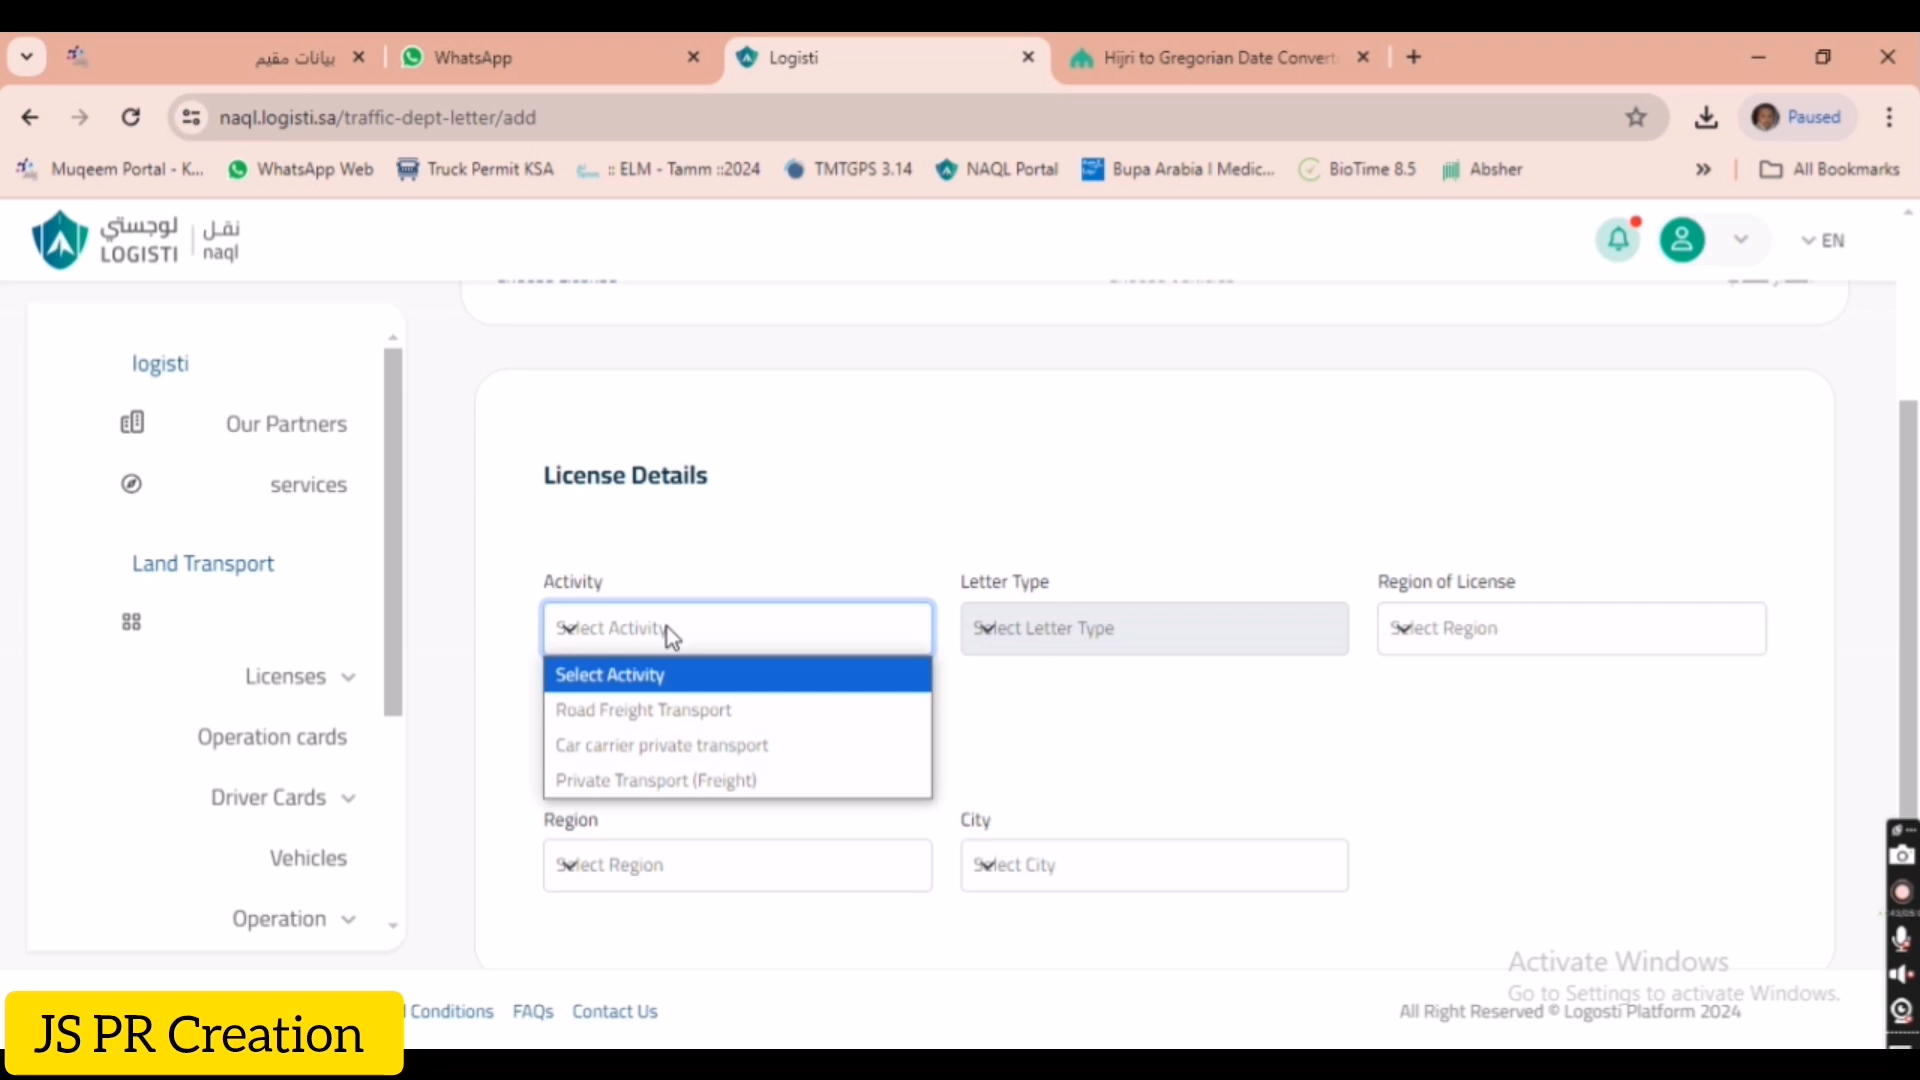 بيانات مقيم
WhatsApp
Logisti
Hijri to Gregorian Date Convert
naql.logisti.sa/traffic-dept-letter/add
Paused
Muqeem Portal - K...
WhatsApp Web
Truck Permit KSA
:: ELM - Tamm ::2024
TMTGPS 3.14
NAQL Portal
Bupa Arabia I Medic...
BioTime 8.5
Absher
All Bookmarks
لوجستي
LOGISTI
نقل
naql
EN
logisti
Our Partners
services
Land Transport
Licenses
Operation cards
Driver Cards
Vehicles
Operation
License Details
Activity
Select Activity
Select Activity
Road Freight Transport
Car carrier private transport
Private Transport (Freight)
Letter Type
Select Letter Type
Region of License
Select Region
Region
Select Region
City
Select City
Activate Windows
Go to Settings to activate Windows.
Conditions
FAQs
Contact Us
All Right Reserved © Logosti Platform 2024
JS PR Creation